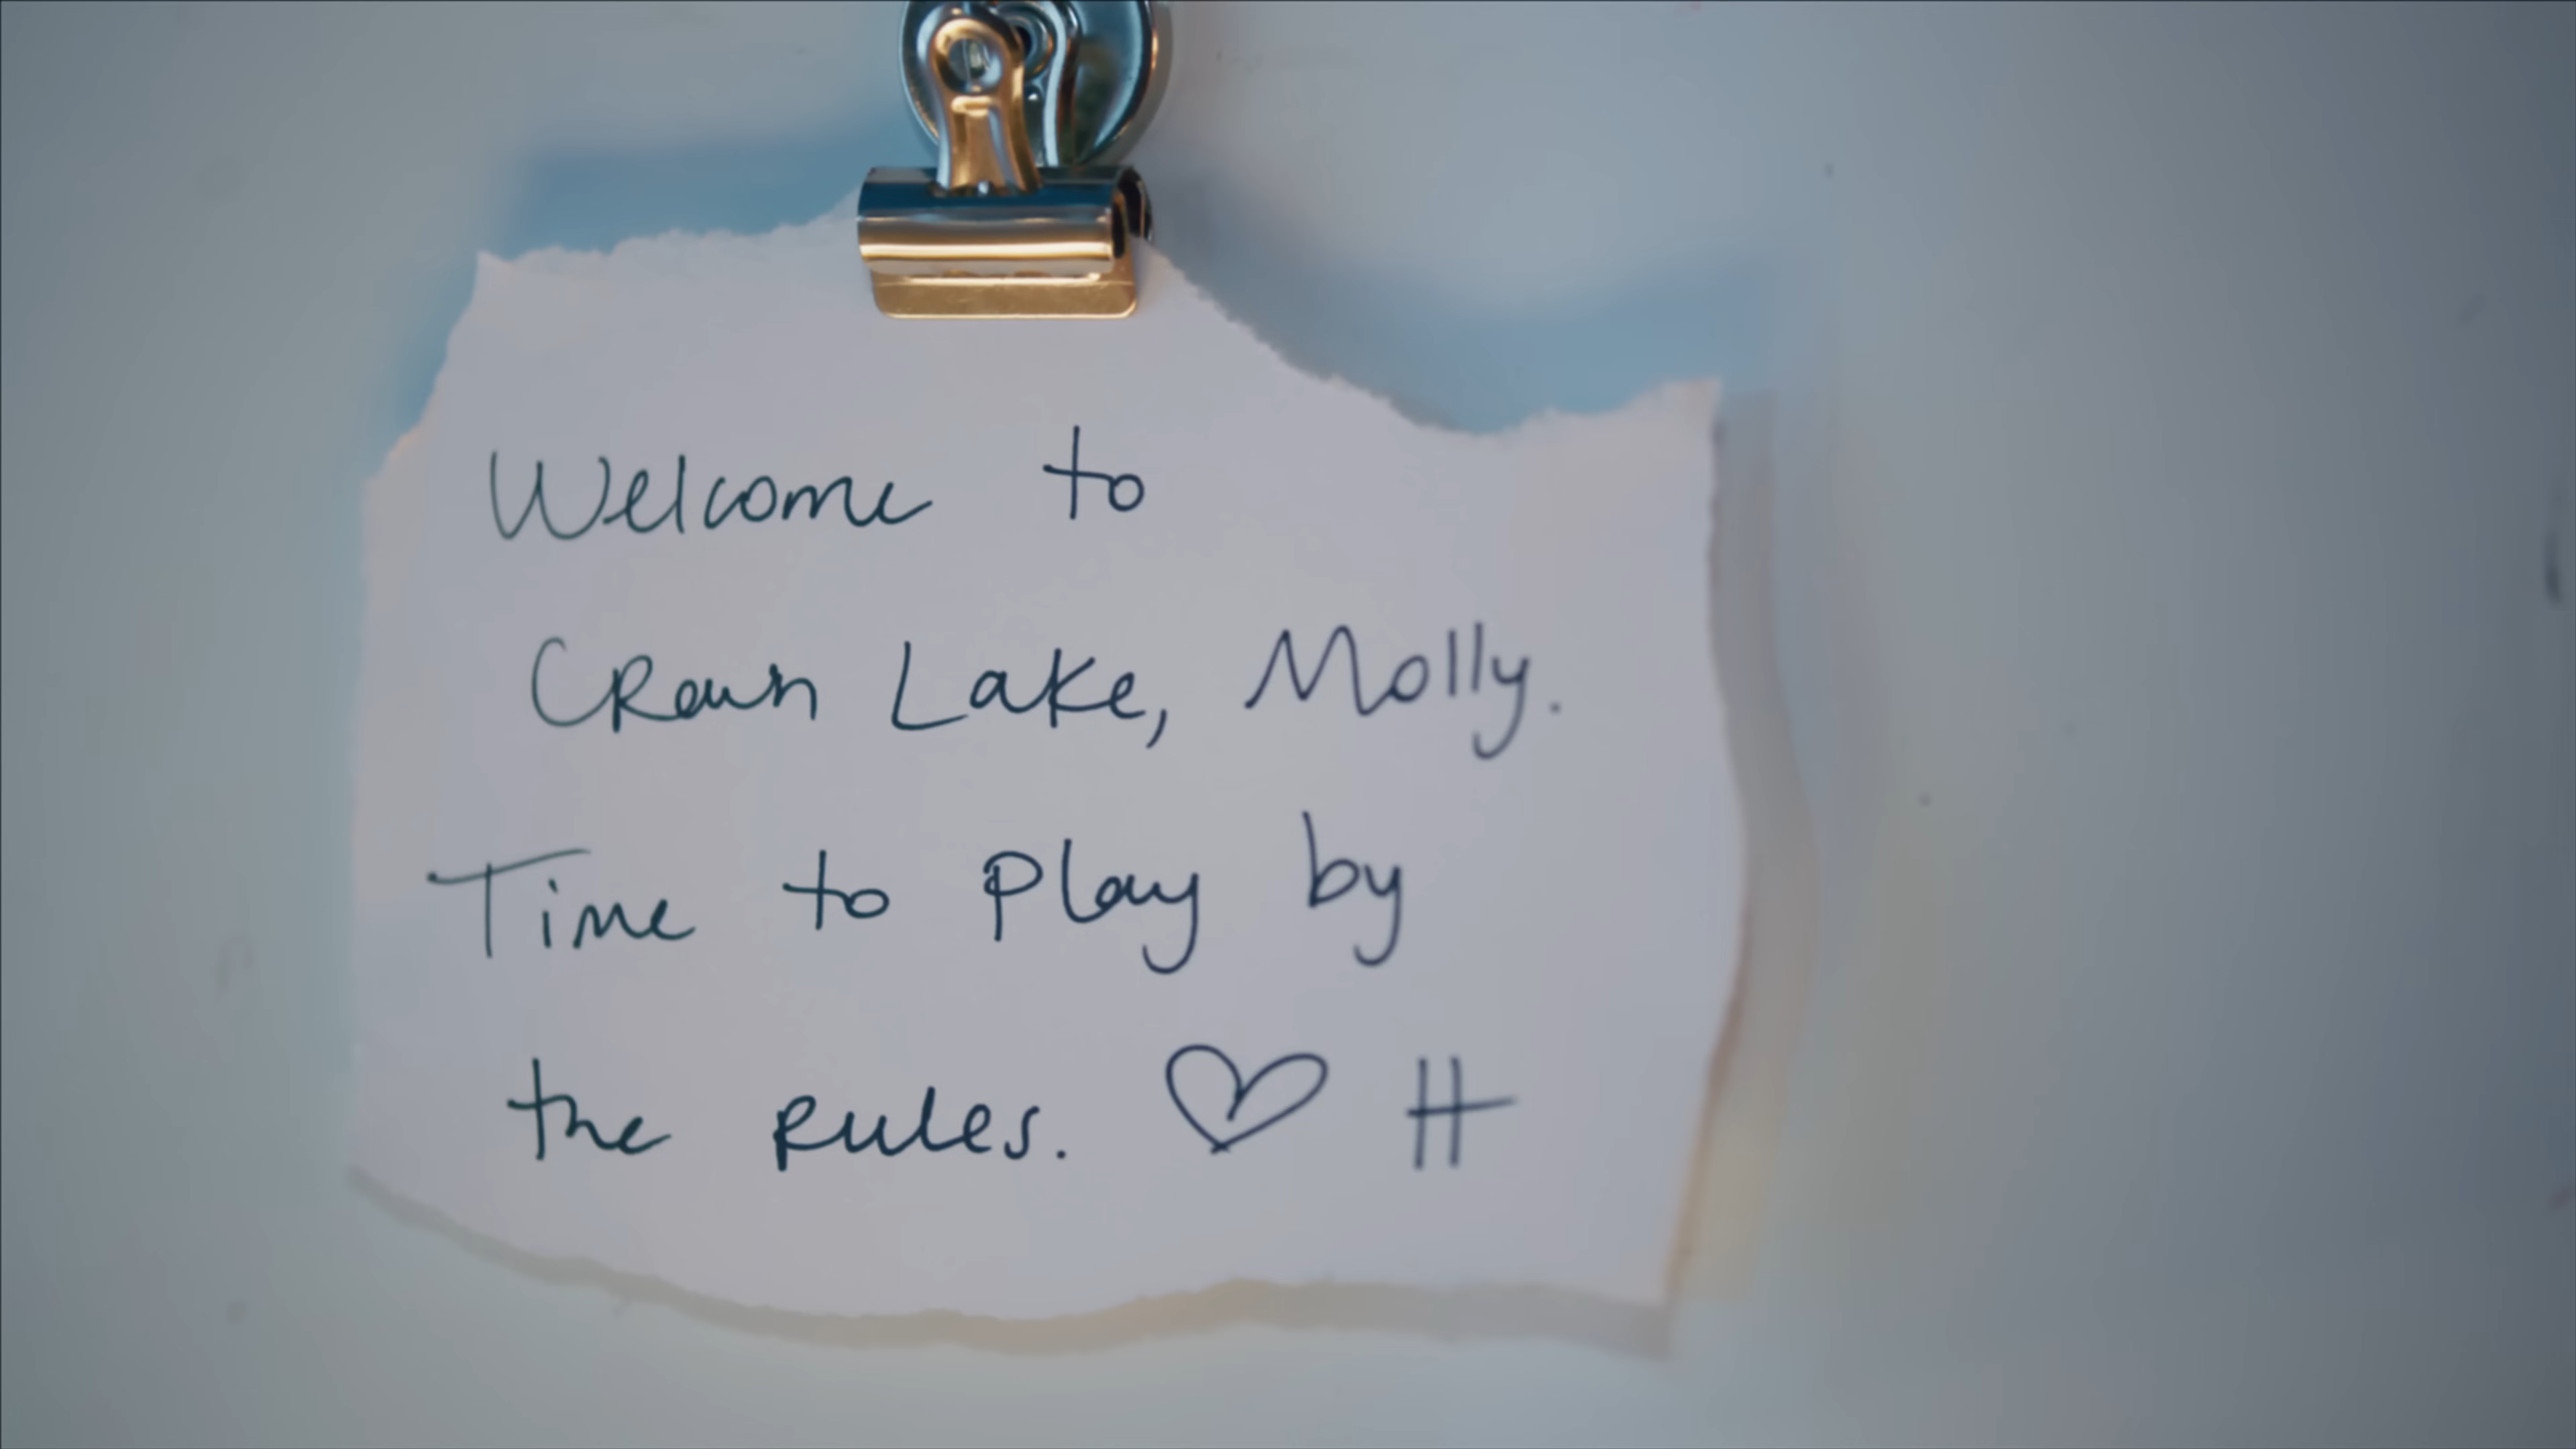 Welcome to
Crown Lake, Molly.
Time to Play by
the Rules. ♡ H